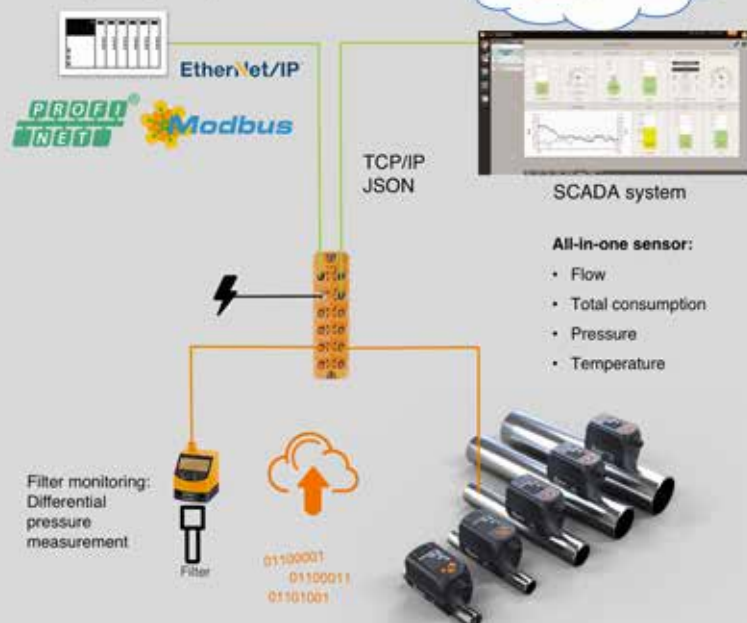 EtherNet/IP
PROFI
NET
Modbus
TCP/IP
JSON
SCADA system
All-in-one sensor:
• Flow
• Total consumption
• Pressure
• Temperature
Filter monitoring:
Differential
pressure
measurement
Filter
01100001
01100011
01101001